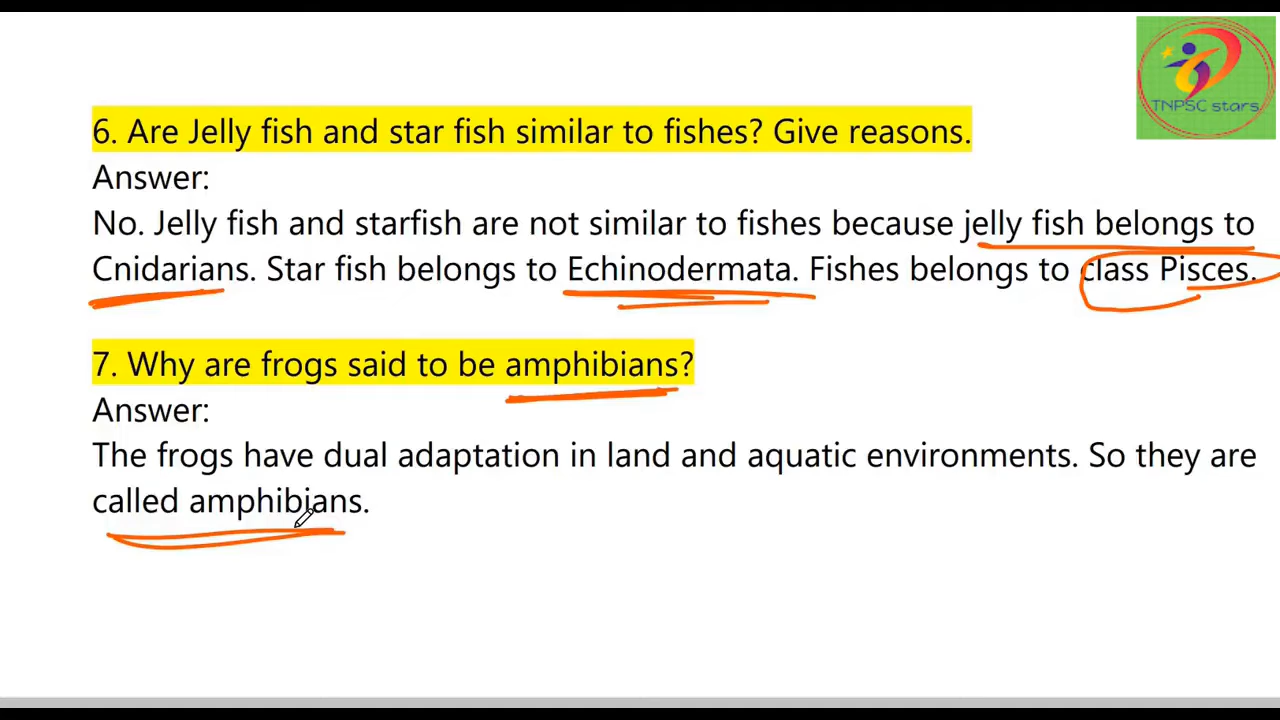 TNPSC stars
6. Are Jelly fish and star fish similar to fishes? Give reasons.
Answer:
No. Jelly fish and starfish are not similar to fishes because jelly fish belongs to
Cnidarians. Star fish belongs to Echinodermata. Fishes belongs to class Pisces.
7. Why are frogs said to be amphibians?
Answer:
The frogs have dual adaptation in land and aquatic environments. So they are
called amphibians.